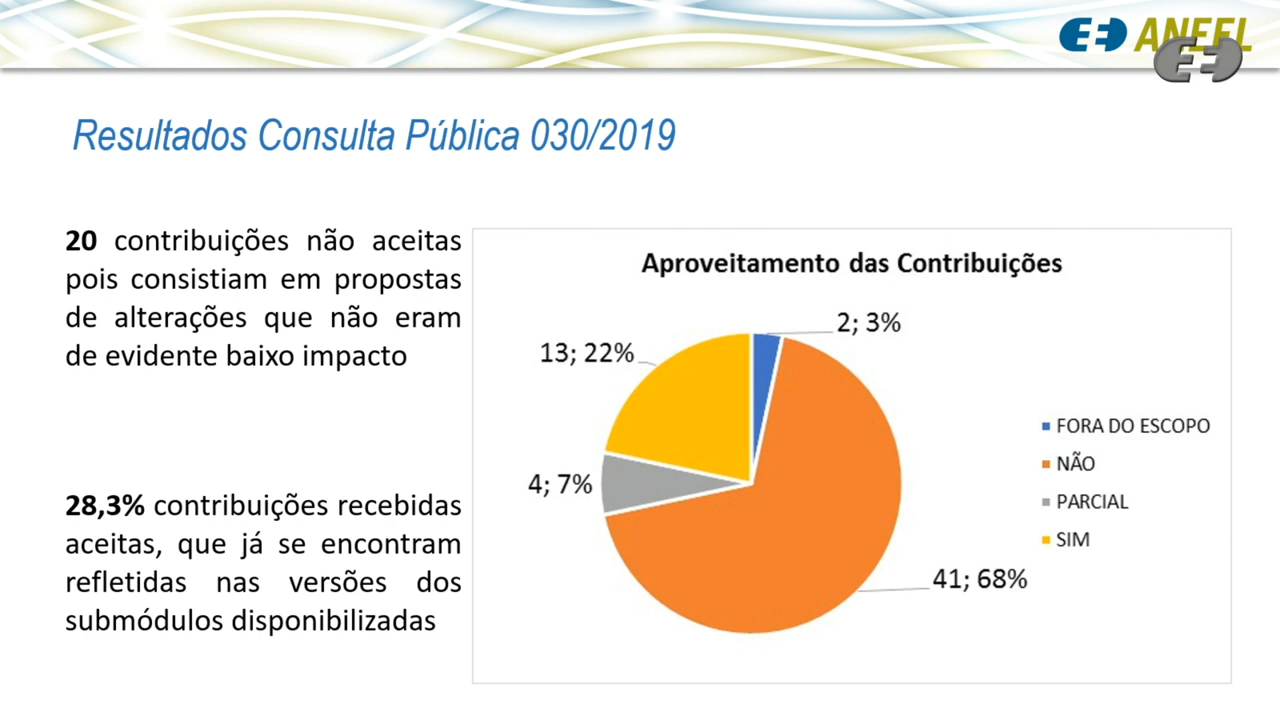 ANEEL
Resultados Consulta Pública 030/2019
20 contribuições não aceitas
pois consistiam em propostas
de alterações que não eram
de evidente baixo impacto
28,3% contribuições recebidas
aceitas, que já se encontram
refletidas nas versões dos
submódulos disponibilizadas
Aproveitamento das Contribuições
2; 3%
13; 22%
4; 7%
41; 68%
FORA DO ESCOPO
NÃO
PARCIAL
SIM